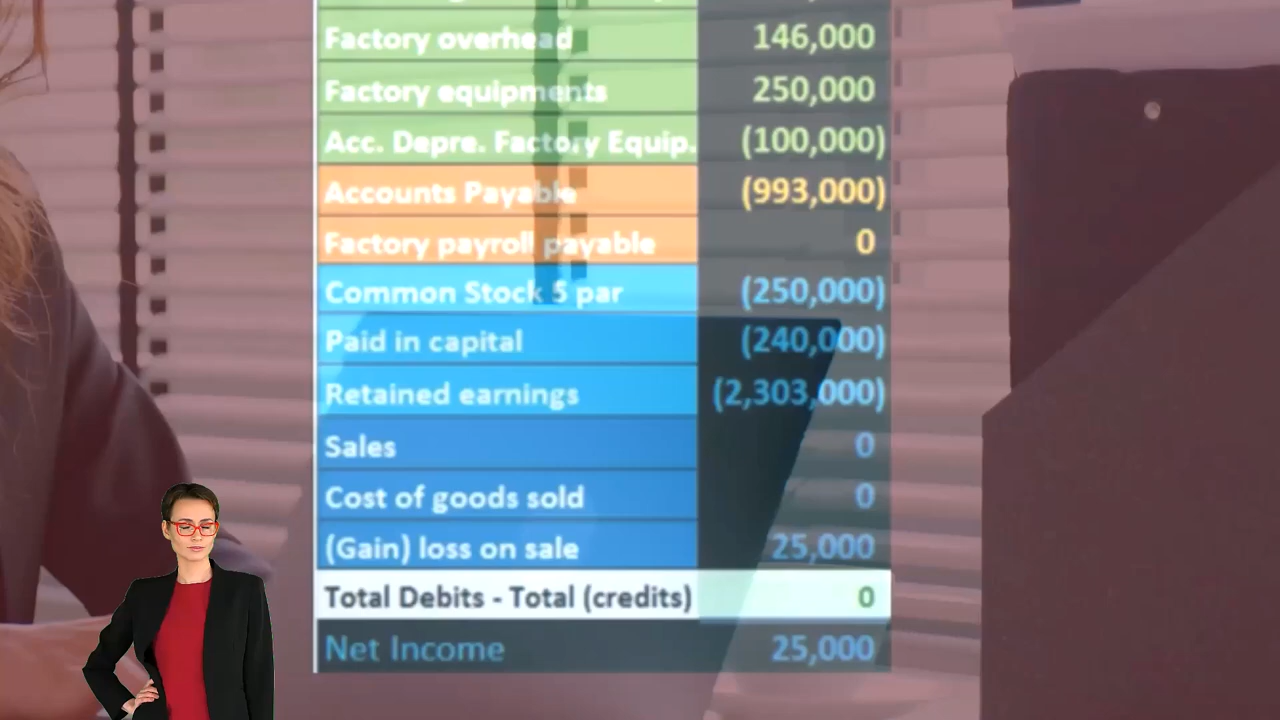 Factory overhead 146,000
Factory equipments 250,000
Acc. Depre. Factory Equip. (100,000)
Accounts Payable (993,000)
Factory payroll payable 0
Common Stock 5 par (250,000)
Paid in capital (240,000)
Retained earnings (2,303,000)
Sales 0
Cost of goods sold 0
(Gain) loss on sale 25,000
Total Debits - Total (credits) 0
Net Income 25,000